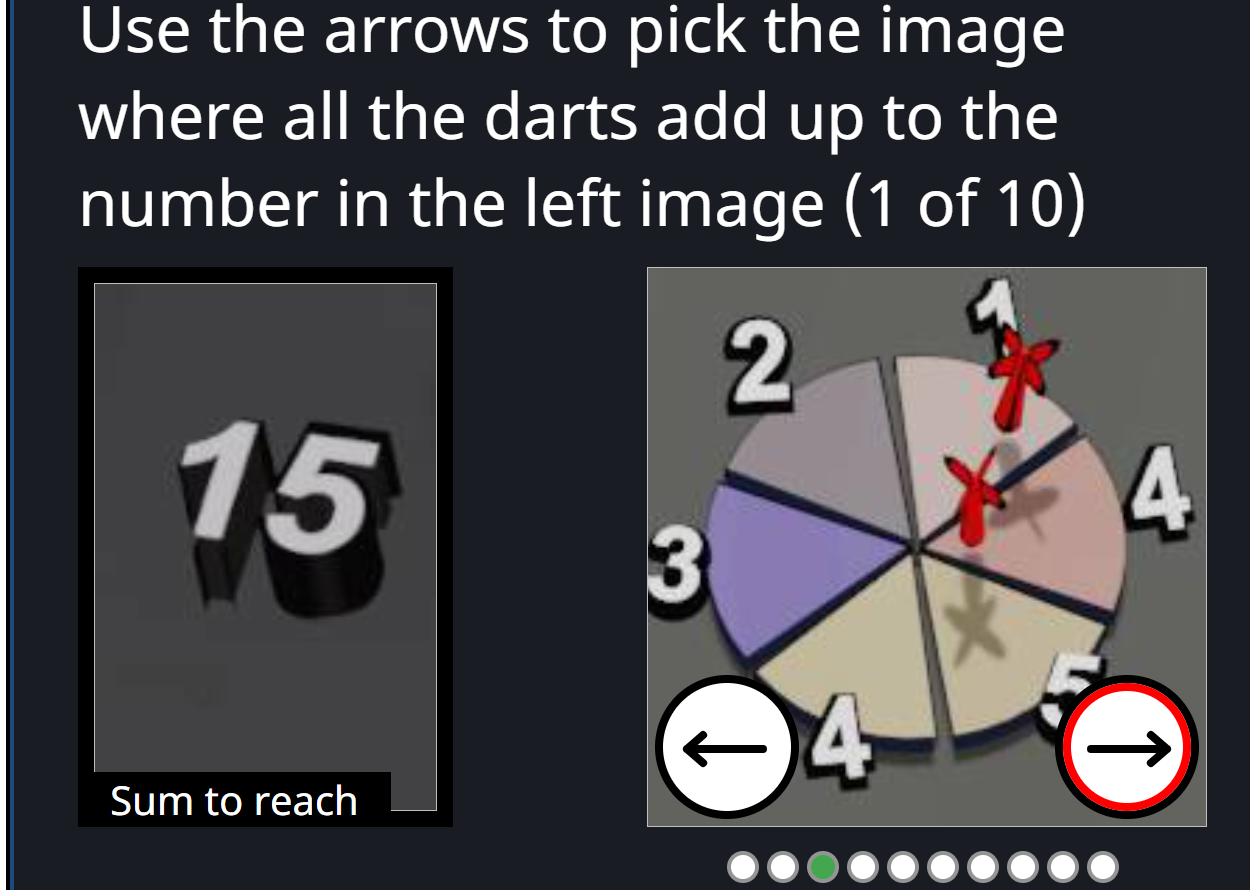 Use the arrows to pick the image
where all the darts add up to the
number in the left image (1 of 10)
15
Sum to reach
1
2
4
3
5
4